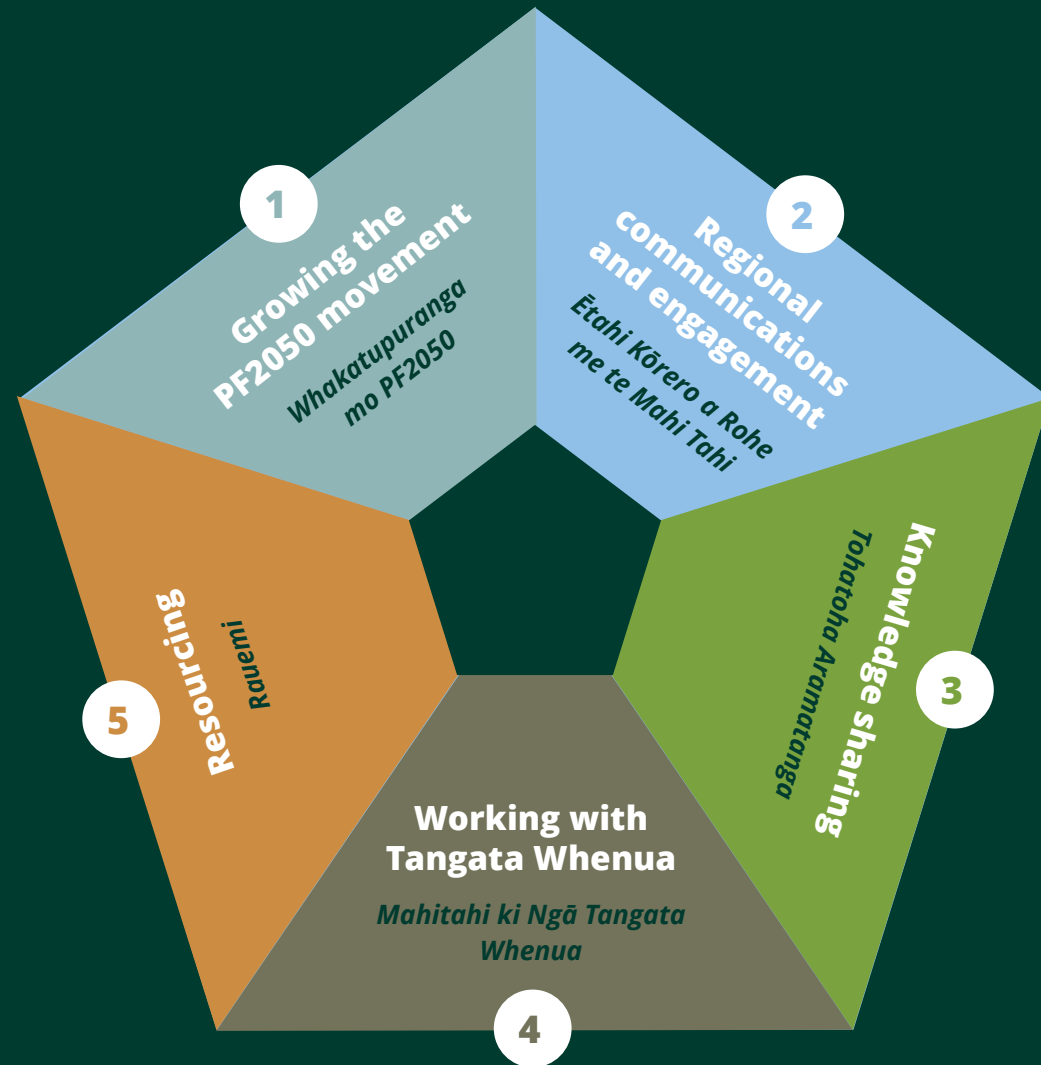 1
Growing the
PF2050 movement
Whakatupuranga
mo PF2050
2
Regional
communications
and engagement
Ētahi Kōrero a Rohe
me te Mahi Tahi
3
Knowledge sharing
Tohatoha Aramatanga
4
Working with
Tangata Whenua
Mahitahi ki Ngā Tangata
Whenua
5
Resourcing
Rauemi